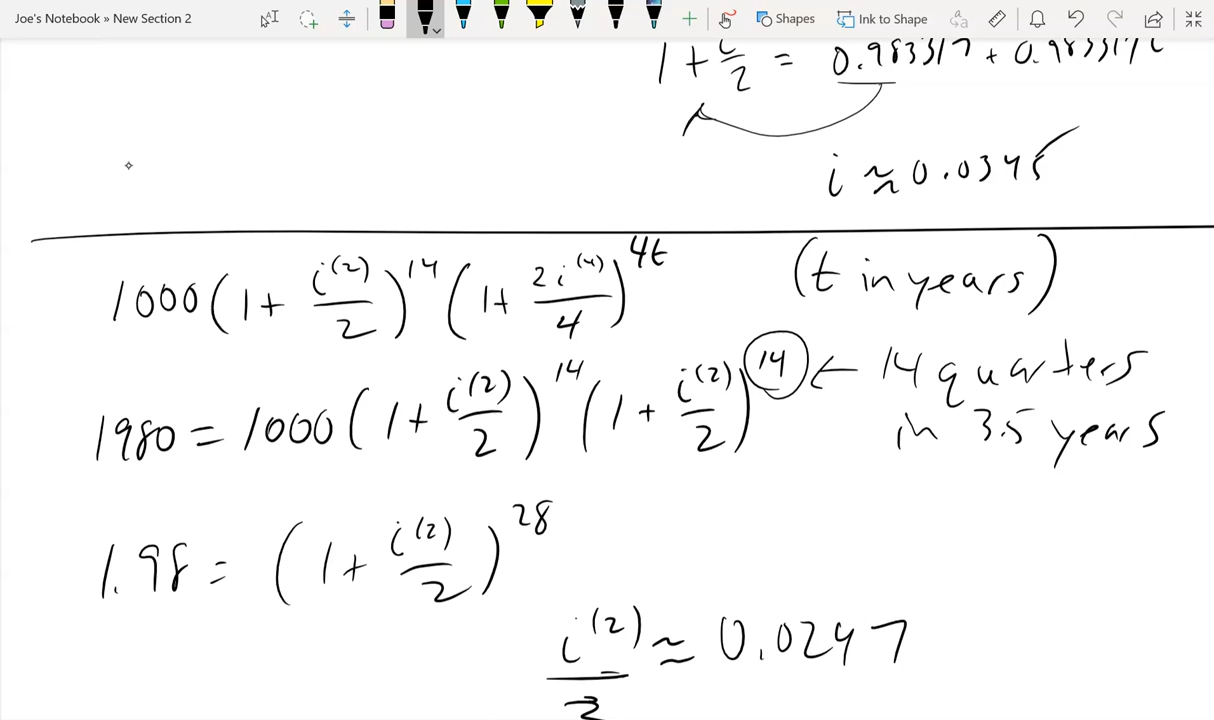 Joe's Notebook » New Section 2
Shapes
Ink to Shape
1 + i/2 = 0.983317 + 0.983317i
i ≈ 0.0345
1000(1 + i^(2)/2)^14 (1 + 2i^(4)/4)^4t (t in years)
1980 = 1000(1 + i^(2)/2)^14 (1 + i^(2)/2)^14 ← 14 quarters
in 3.5 years
1.98 = (1 + i^(2)/2)^28
i^(2)/2 ≈ 0.0247